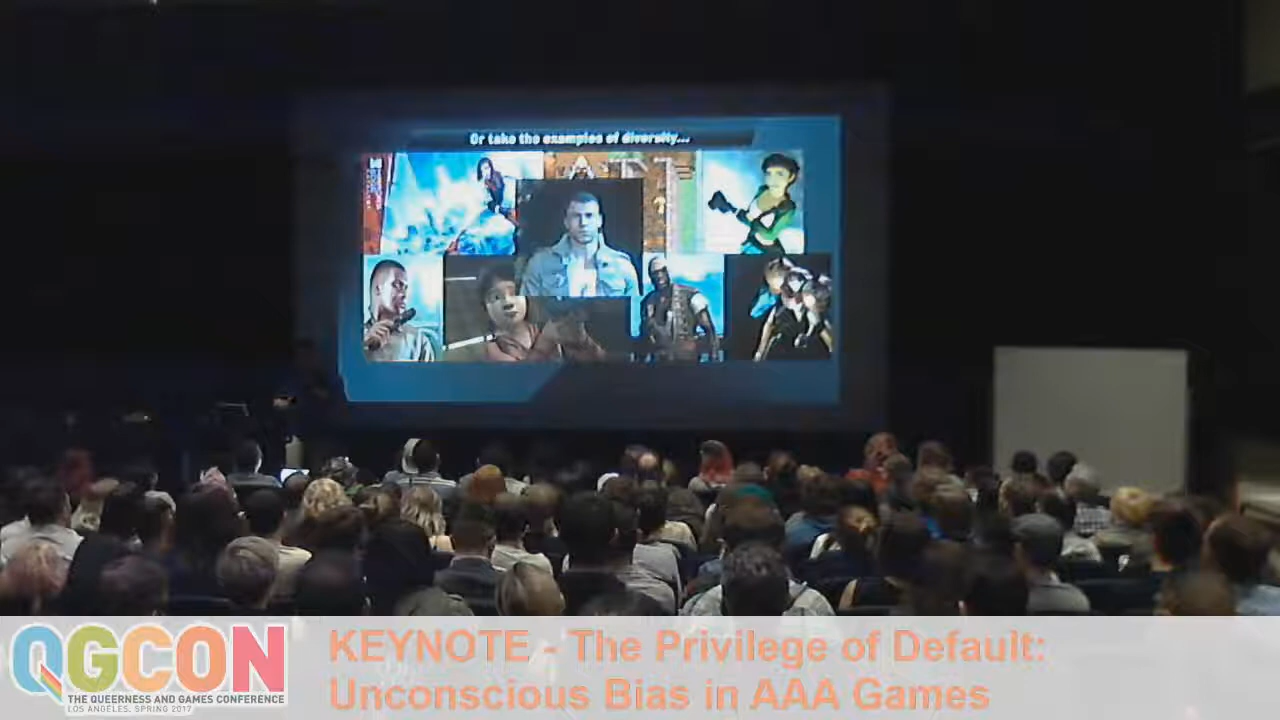 Or take the examples of diversity...
QGCON
THE QUEERNESS AND GAMES CONFERENCE
LOS ANGELES, SPRING 2017
KEYNOTE - The Privilege of Default:
Unconscious Bias in AAA Games